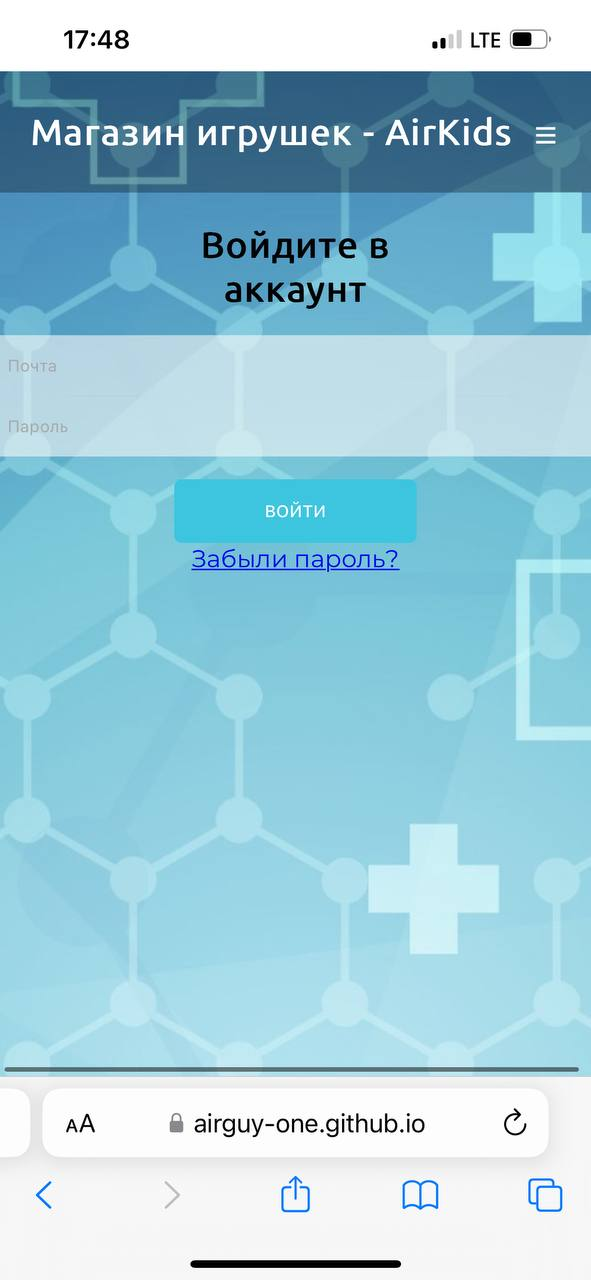 17:48
LTE
Магазин игрушек - AirKids
Войдите в
аккаунт
Почта
Пароль
войти
Забыли пароль?
AA
airguy-one.github.io